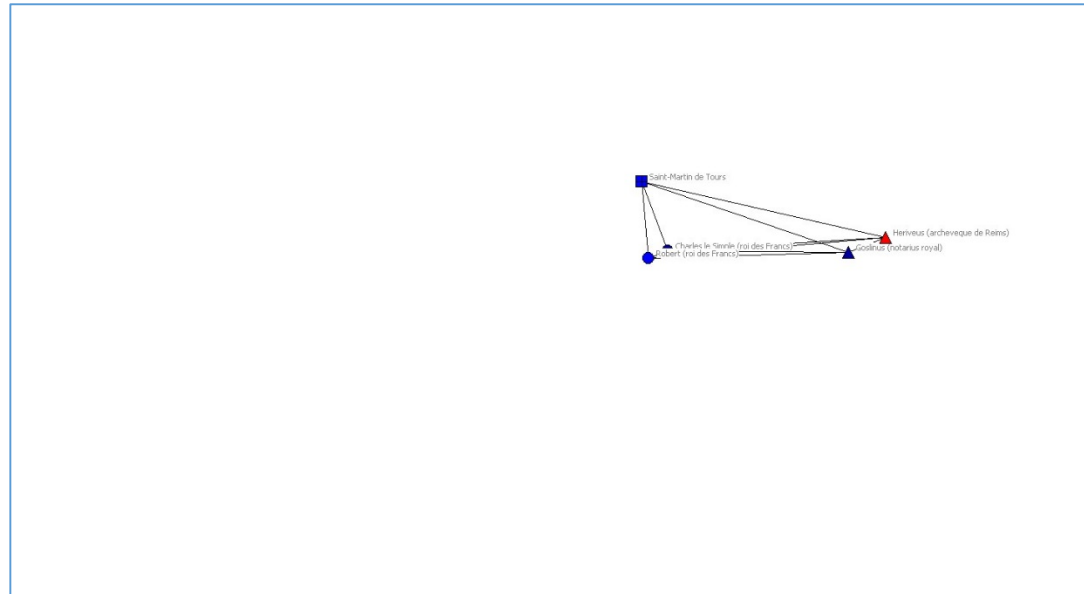 Saint-Martin de Tours
Heriveus (archeveque de Reims)
Charles le Simple (roi des Francs)
Goslinus (notarius royal)
Robert (roi des Francs)